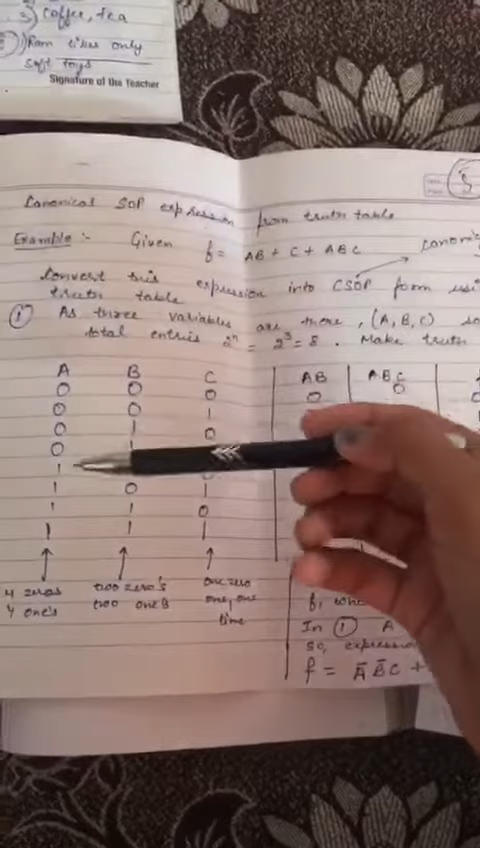 3) Coffee, tea
Ram likes only
soft toys
Signature of the Teacher
Canonical SOP expression from truth table
Example :- Given f = AB + C + ABC
Convert this expression into CSOP form
truth table
① As three variables are there, (A, B, C) so
total entries 2ⁿ = 2³ = 8. Make truth
A B C AB ABC
0 0 0 0 0
0 0 1
0 1 0
0
1
1 0 1
1 1 0
1 1 1
4 zeros two zero's one zero
4 one's two ones one, one
time
In ① A
so, expression
f = A̅ B̅ C +